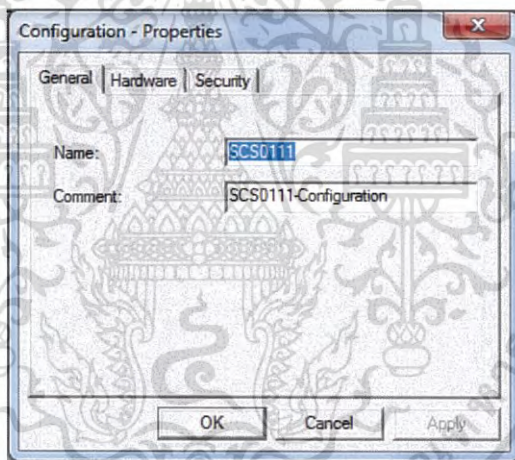 Configuration - Properties
General Hardware Security
Name: SCS0111
Comment: SCS0111-Configuration
OK Cancel Apply